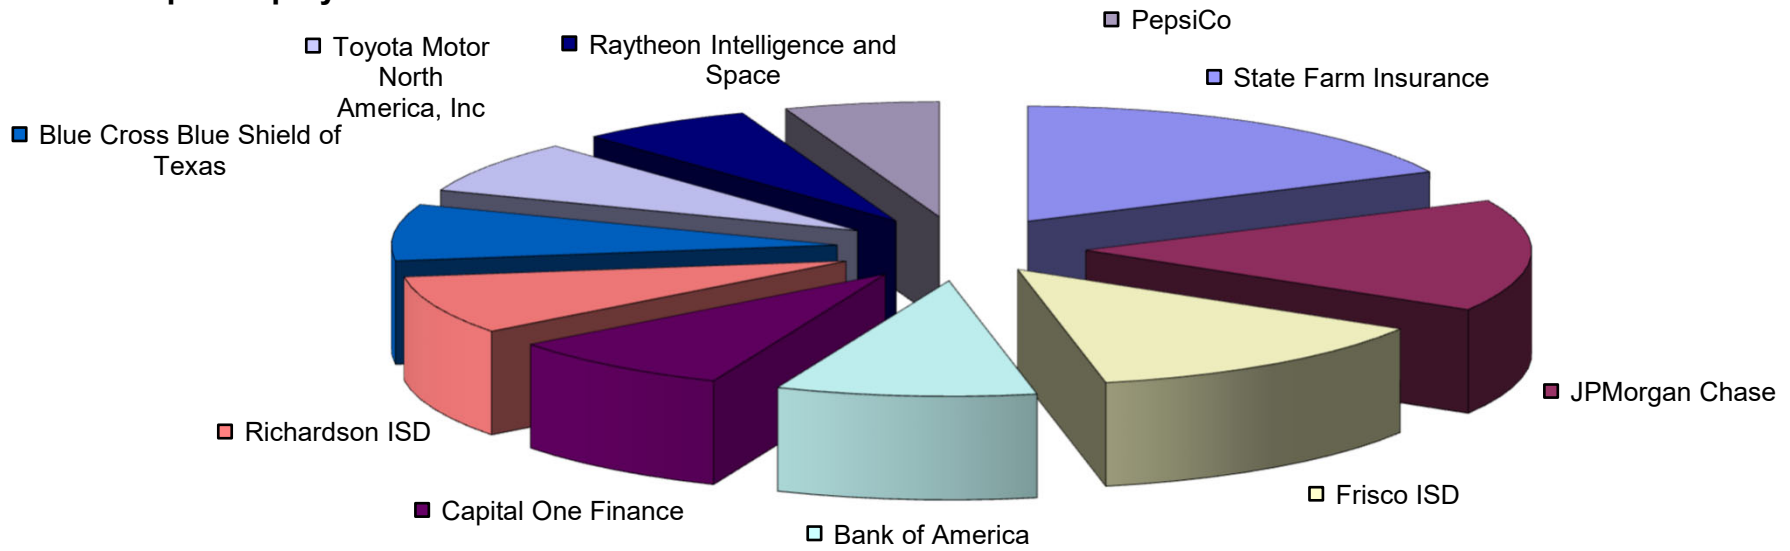 PepsiCo
Toyota Motor
North
America, Inc
Raytheon Intelligence and
Space
State Farm Insurance
Blue Cross Blue Shield of
Texas
JPMorgan Chase
Richardson ISD
Frisco ISD
Capital One Finance
Bank of America